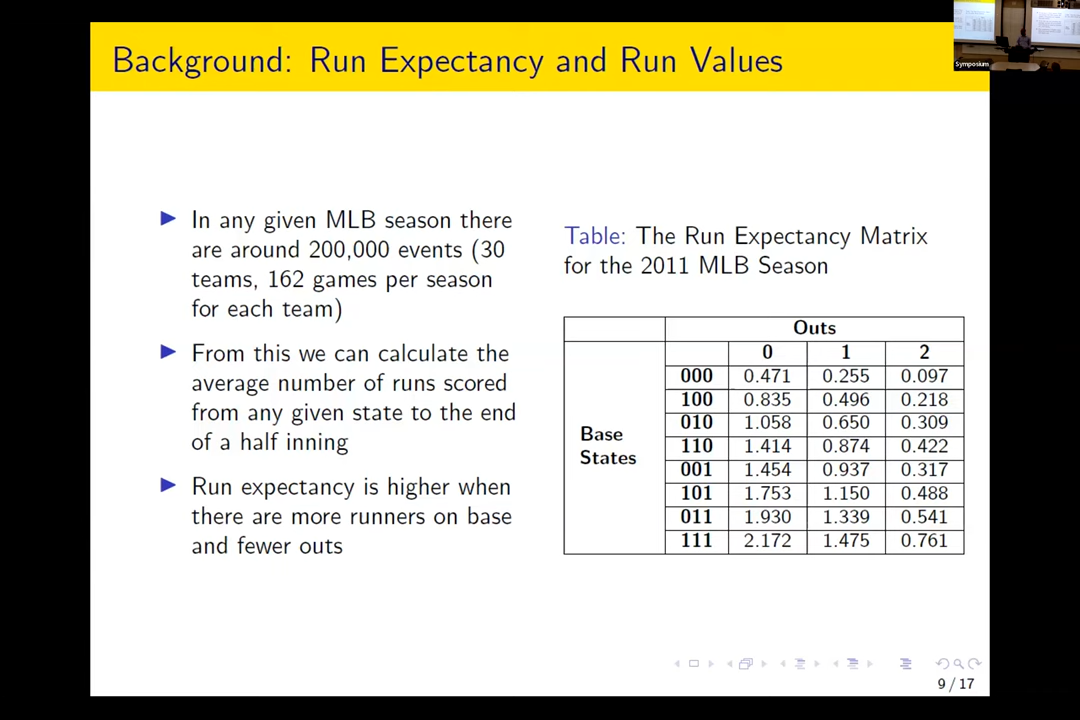 Background: Run Expectancy and Run Values
Symposium
▶ In any given MLB season there
are around 200,000 events (30
teams, 162 games per season
for each team)
▶ From this we can calculate the
average number of runs scored
from any given state to the end
of a half inning
▶ Run expectancy is higher when
there are more runners on base
and fewer outs
Table: The Run Expectancy Matrix
for the 2011 MLB Season
Outs
0 1 2
Base
States
000 0.471 0.255 0.097
100 0.835 0.496 0.218
010 1.058 0.650 0.309
110 1.414 0.874 0.422
001 1.454 0.937 0.317
101 1.753 1.150 0.488
011 1.930 1.339 0.541
111 2.172 1.475 0.761
9 / 17